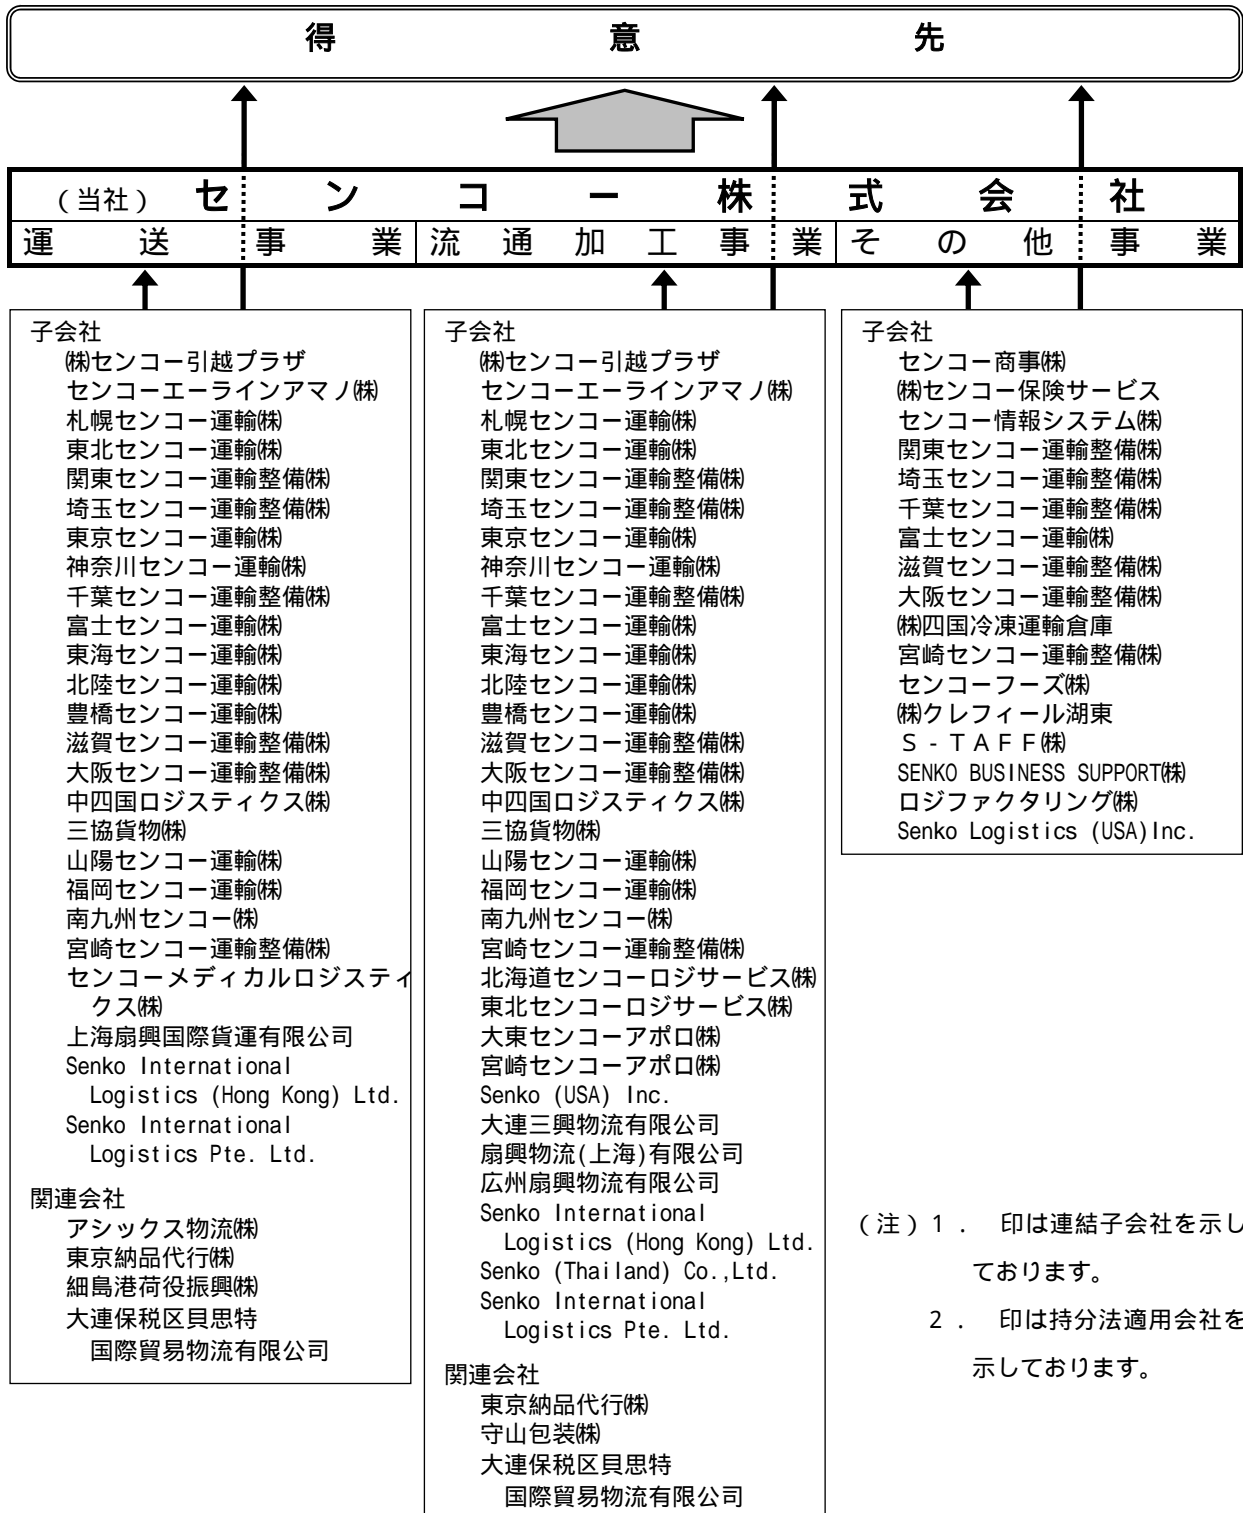 得意先
(当社) センコー株式会社
運送事業 流通加工事業 その他事業
子会社
㈱センコー引越プラザ
センコーエーラインアマノ㈱
札幌センコー運輸㈱
東北センコー運輸㈱
関東センコー運輸整備㈱
埼玉センコー運輸整備㈱
東京センコー運輸㈱
神奈川センコー運輸㈱
千葉センコー運輸整備㈱
富士センコー運輸㈱
東海センコー運輸㈱
北陸センコー運輸㈱
豊橋センコー運輸㈱
滋賀センコー運輸整備㈱
大阪センコー運輸整備㈱
中四国ロジスティクス㈱
三協貨物㈱
山陽センコー運輸㈱
福岡センコー運輸㈱
南九州センコー㈱
宮崎センコー運輸整備㈱
センコーメディカルロジスティ
クス㈱
上海扇興国際貨運有限公司
Senko International
Logistics (Hong Kong) Ltd.
Senko International
Logistics Pte. Ltd.
関連会社
アシックス物流㈱
東京納品代行㈱
細島港荷役振興㈱
大連保税区貝思特
国際貿易物流有限公司
子会社
㈱センコー引越プラザ
センコーエーラインアマノ㈱
札幌センコー運輸㈱
東北センコー運輸㈱
関東センコー運輸整備㈱
埼玉センコー運輸整備㈱
東京センコー運輸㈱
神奈川センコー運輸㈱
千葉センコー運輸整備㈱
富士センコー運輸㈱
東海センコー運輸㈱
北陸センコー運輸㈱
豊橋センコー運輸㈱
滋賀センコー運輸整備㈱
大阪センコー運輸整備㈱
中四国ロジスティクス㈱
三協貨物㈱
山陽センコー運輸㈱
福岡センコー運輸㈱
南九州センコー㈱
宮崎センコー運輸整備㈱
北海道センコーロジサービス㈱
東北センコーロジサービス㈱
大東センコーアポロ㈱
宮崎センコーアポロ㈱
Senko (USA) Inc.
大連三興物流有限公司
扇興物流(上海)有限公司
広州扇興物流有限公司
Senko International
Logistics (Hong Kong) Ltd.
Senko (Thailand) Co.,Ltd.
Senko International
Logistics Pte. Ltd.
関連会社
東京納品代行㈱
守山包装㈱
大連保税区貝思特
国際貿易物流有限公司
子会社
センコー商事㈱
㈱センコー保険サービス
センコー情報システム㈱
関東センコー運輸整備㈱
埼玉センコー運輸整備㈱
千葉センコー運輸整備㈱
富士センコー運輸㈱
滋賀センコー運輸整備㈱
大阪センコー運輸整備㈱
㈱四国冷凍運輸倉庫
宮崎センコー運輸整備㈱
センコーフーズ㈱
㈱クレフィール湖東
S-TAFF㈱
SENKO BUSINESS SUPPORT㈱
ロジファクタリング㈱
Senko Logistics (USA)Inc.
(注)1. 印は連結子会社を示し
ております。
2. 印は持分法適用会社を
示しております。